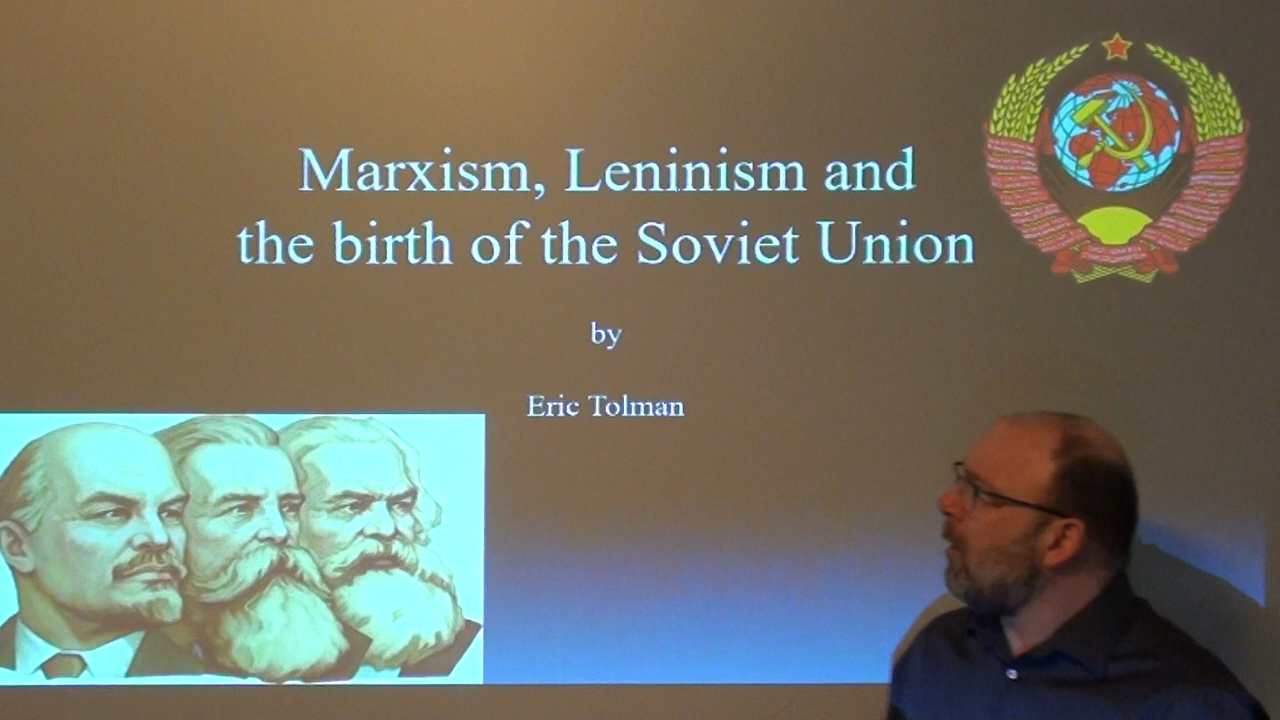 Marxism, Leninism and
the birth of the Soviet Union
by
Eric Tolman